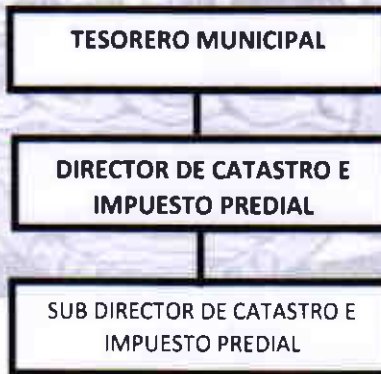 TESORERO MUNICIPAL
DIRECTOR DE CATASTRO E
IMPUESTO PREDIAL
SUB DIRECTOR DE CATASTRO E
IMPUESTO PREDIAL